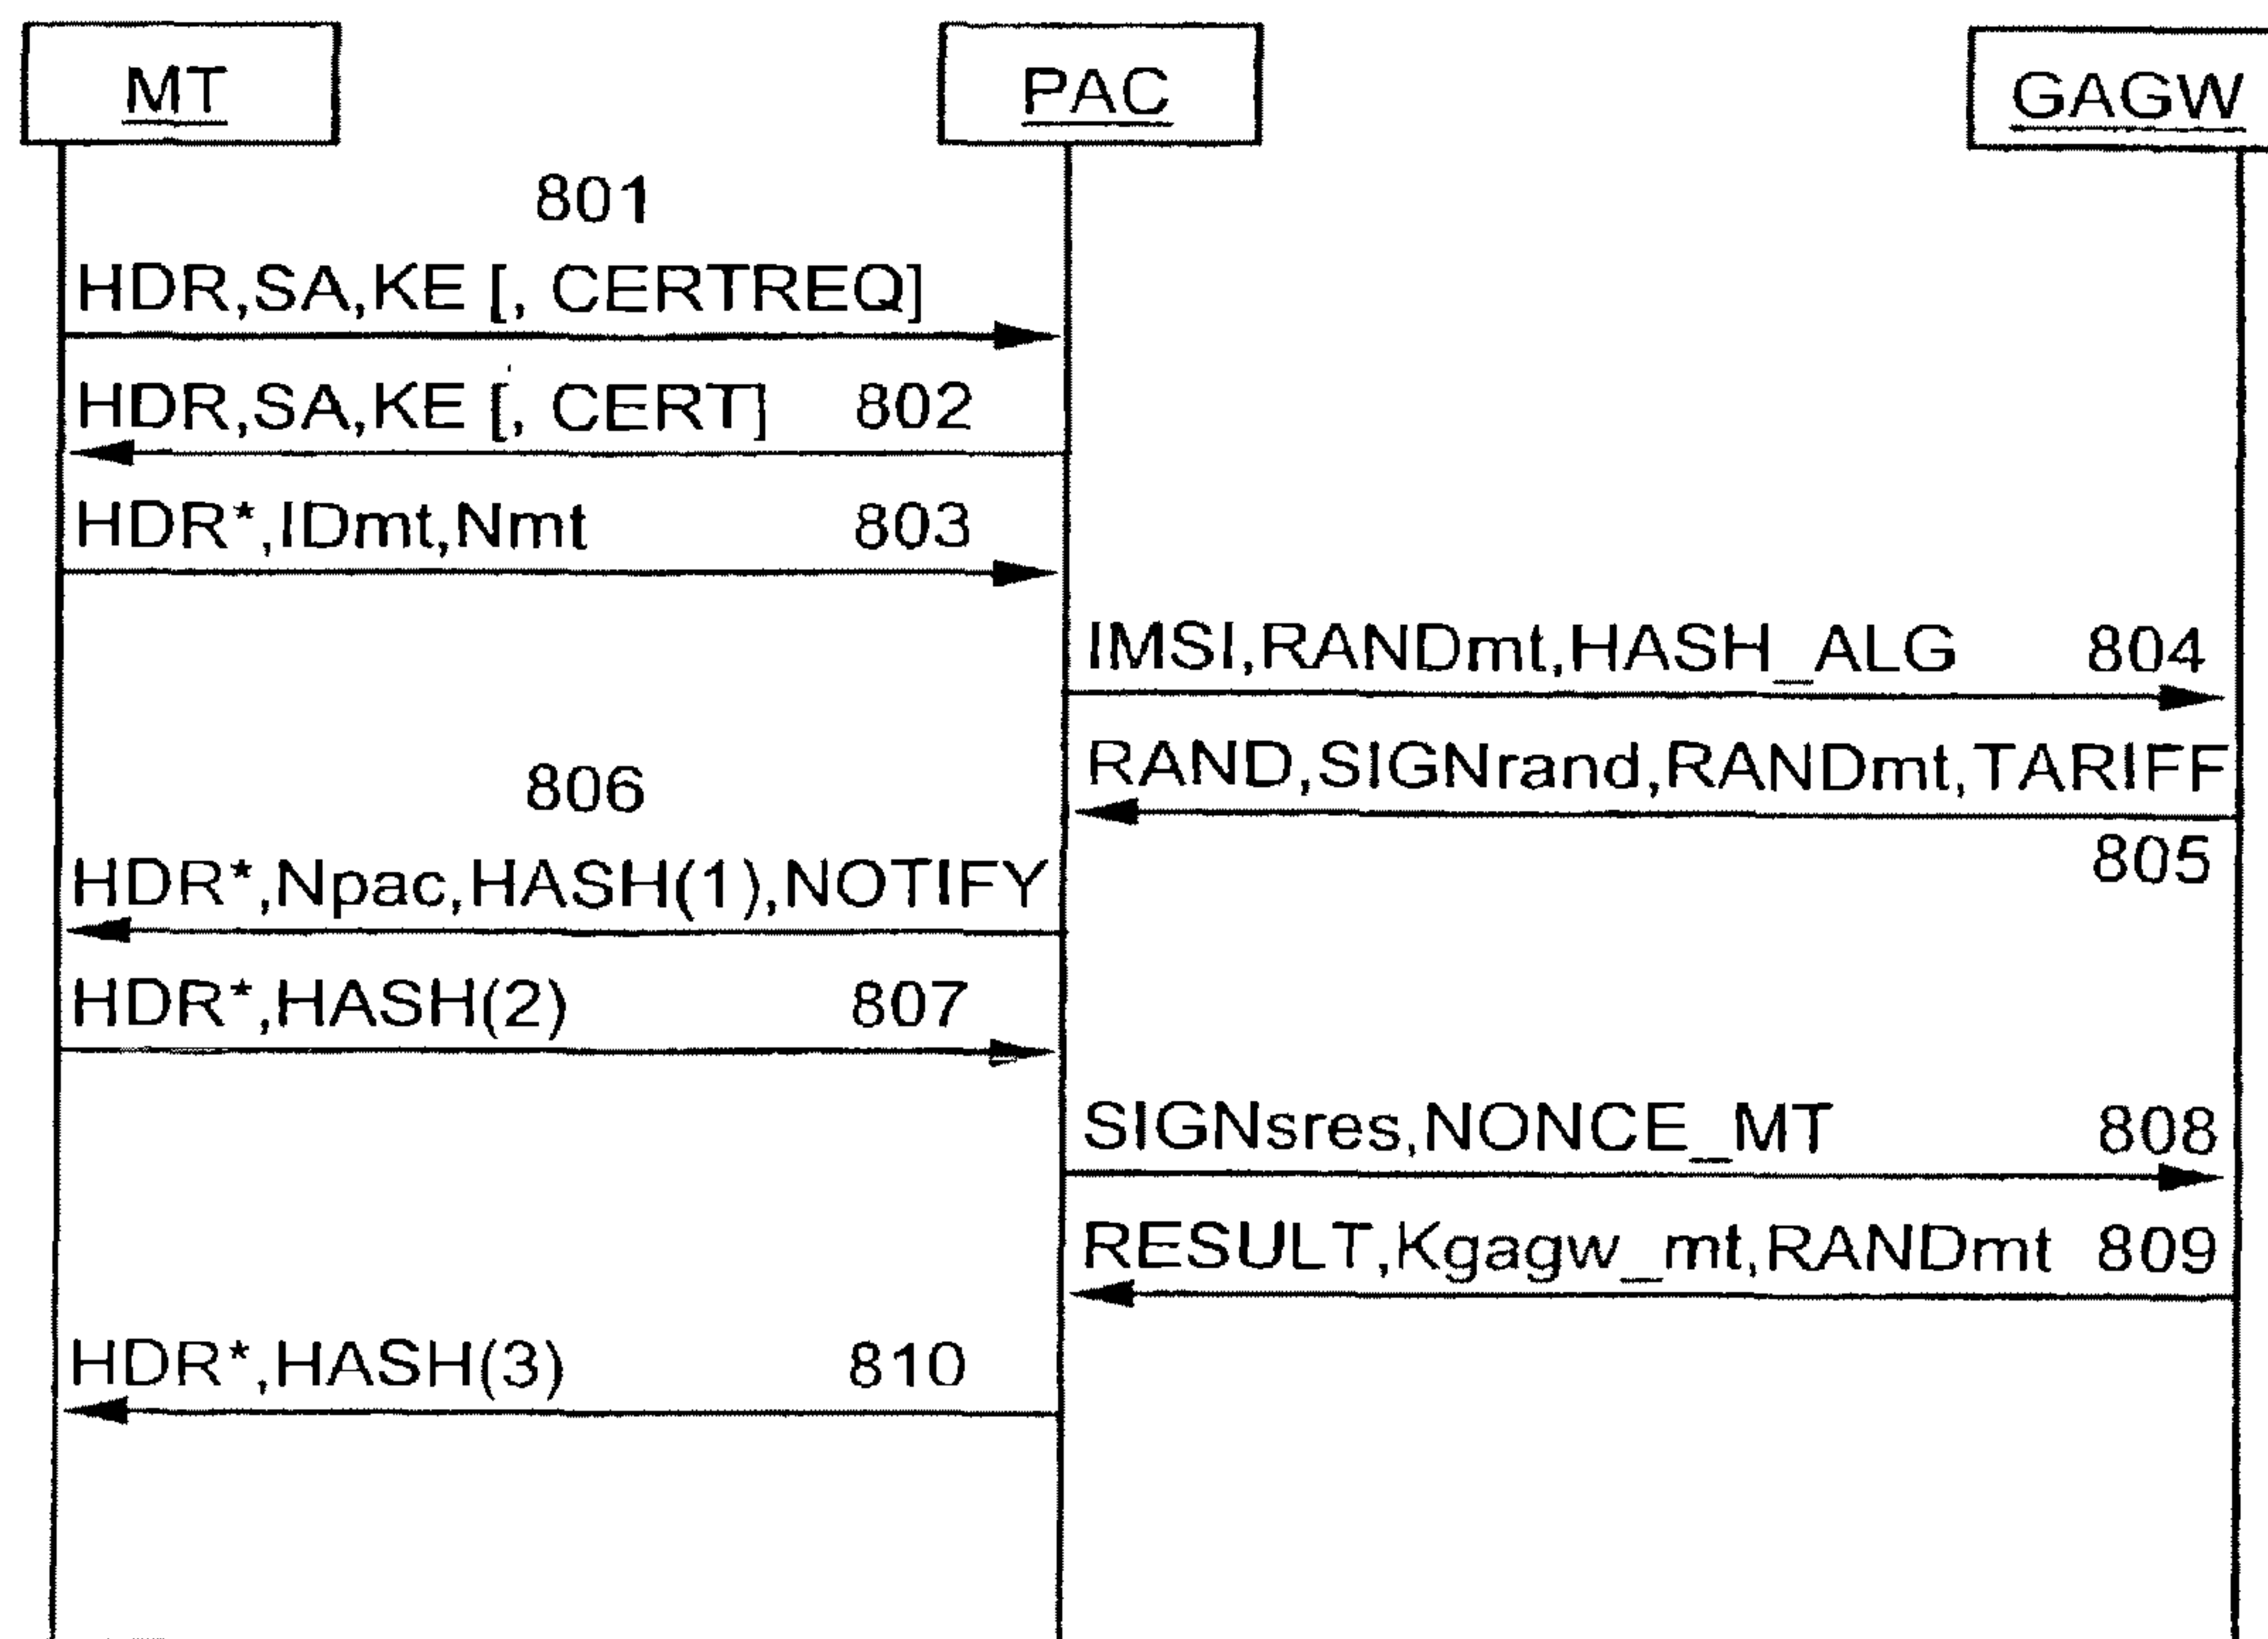 MT PAC GAGW
801
HDR,SA,KE [, CERTREQ]
HDR,SA,KE [, CERT] 802
HDR*,IDmt,Nmt 803
IMSI,RANDmt,HASH_ALG 804
RAND,SIGNrand,RANDmt,TARIFF
805
806
HDR*,Npac,HASH(1),NOTIFY
HDR*,HASH(2) 807
SIGNsres,NONCE_MT 808
RESULT,Kgagw_mt,RANDmt 809
HDR*,HASH(3) 810